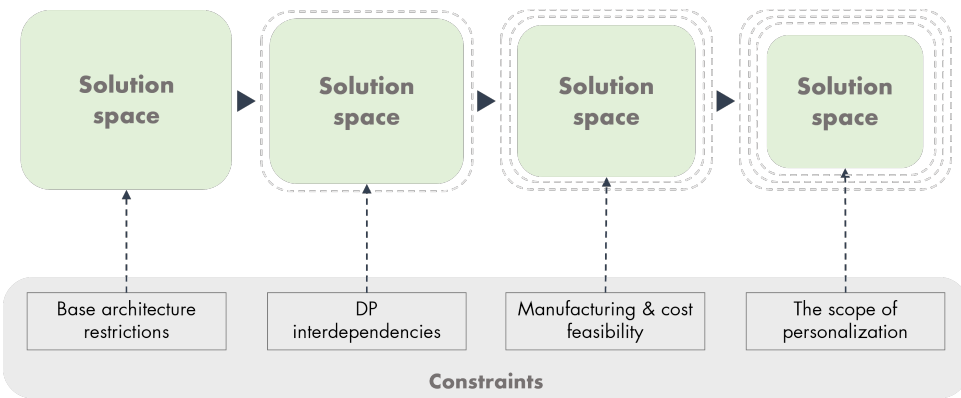 Solution
space
Solution
space
Solution
space
Solution
space
Base architecture
restrictions
DP
interdependencies
Manufacturing & cost
feasibility
The scope of
personalization
Constraints